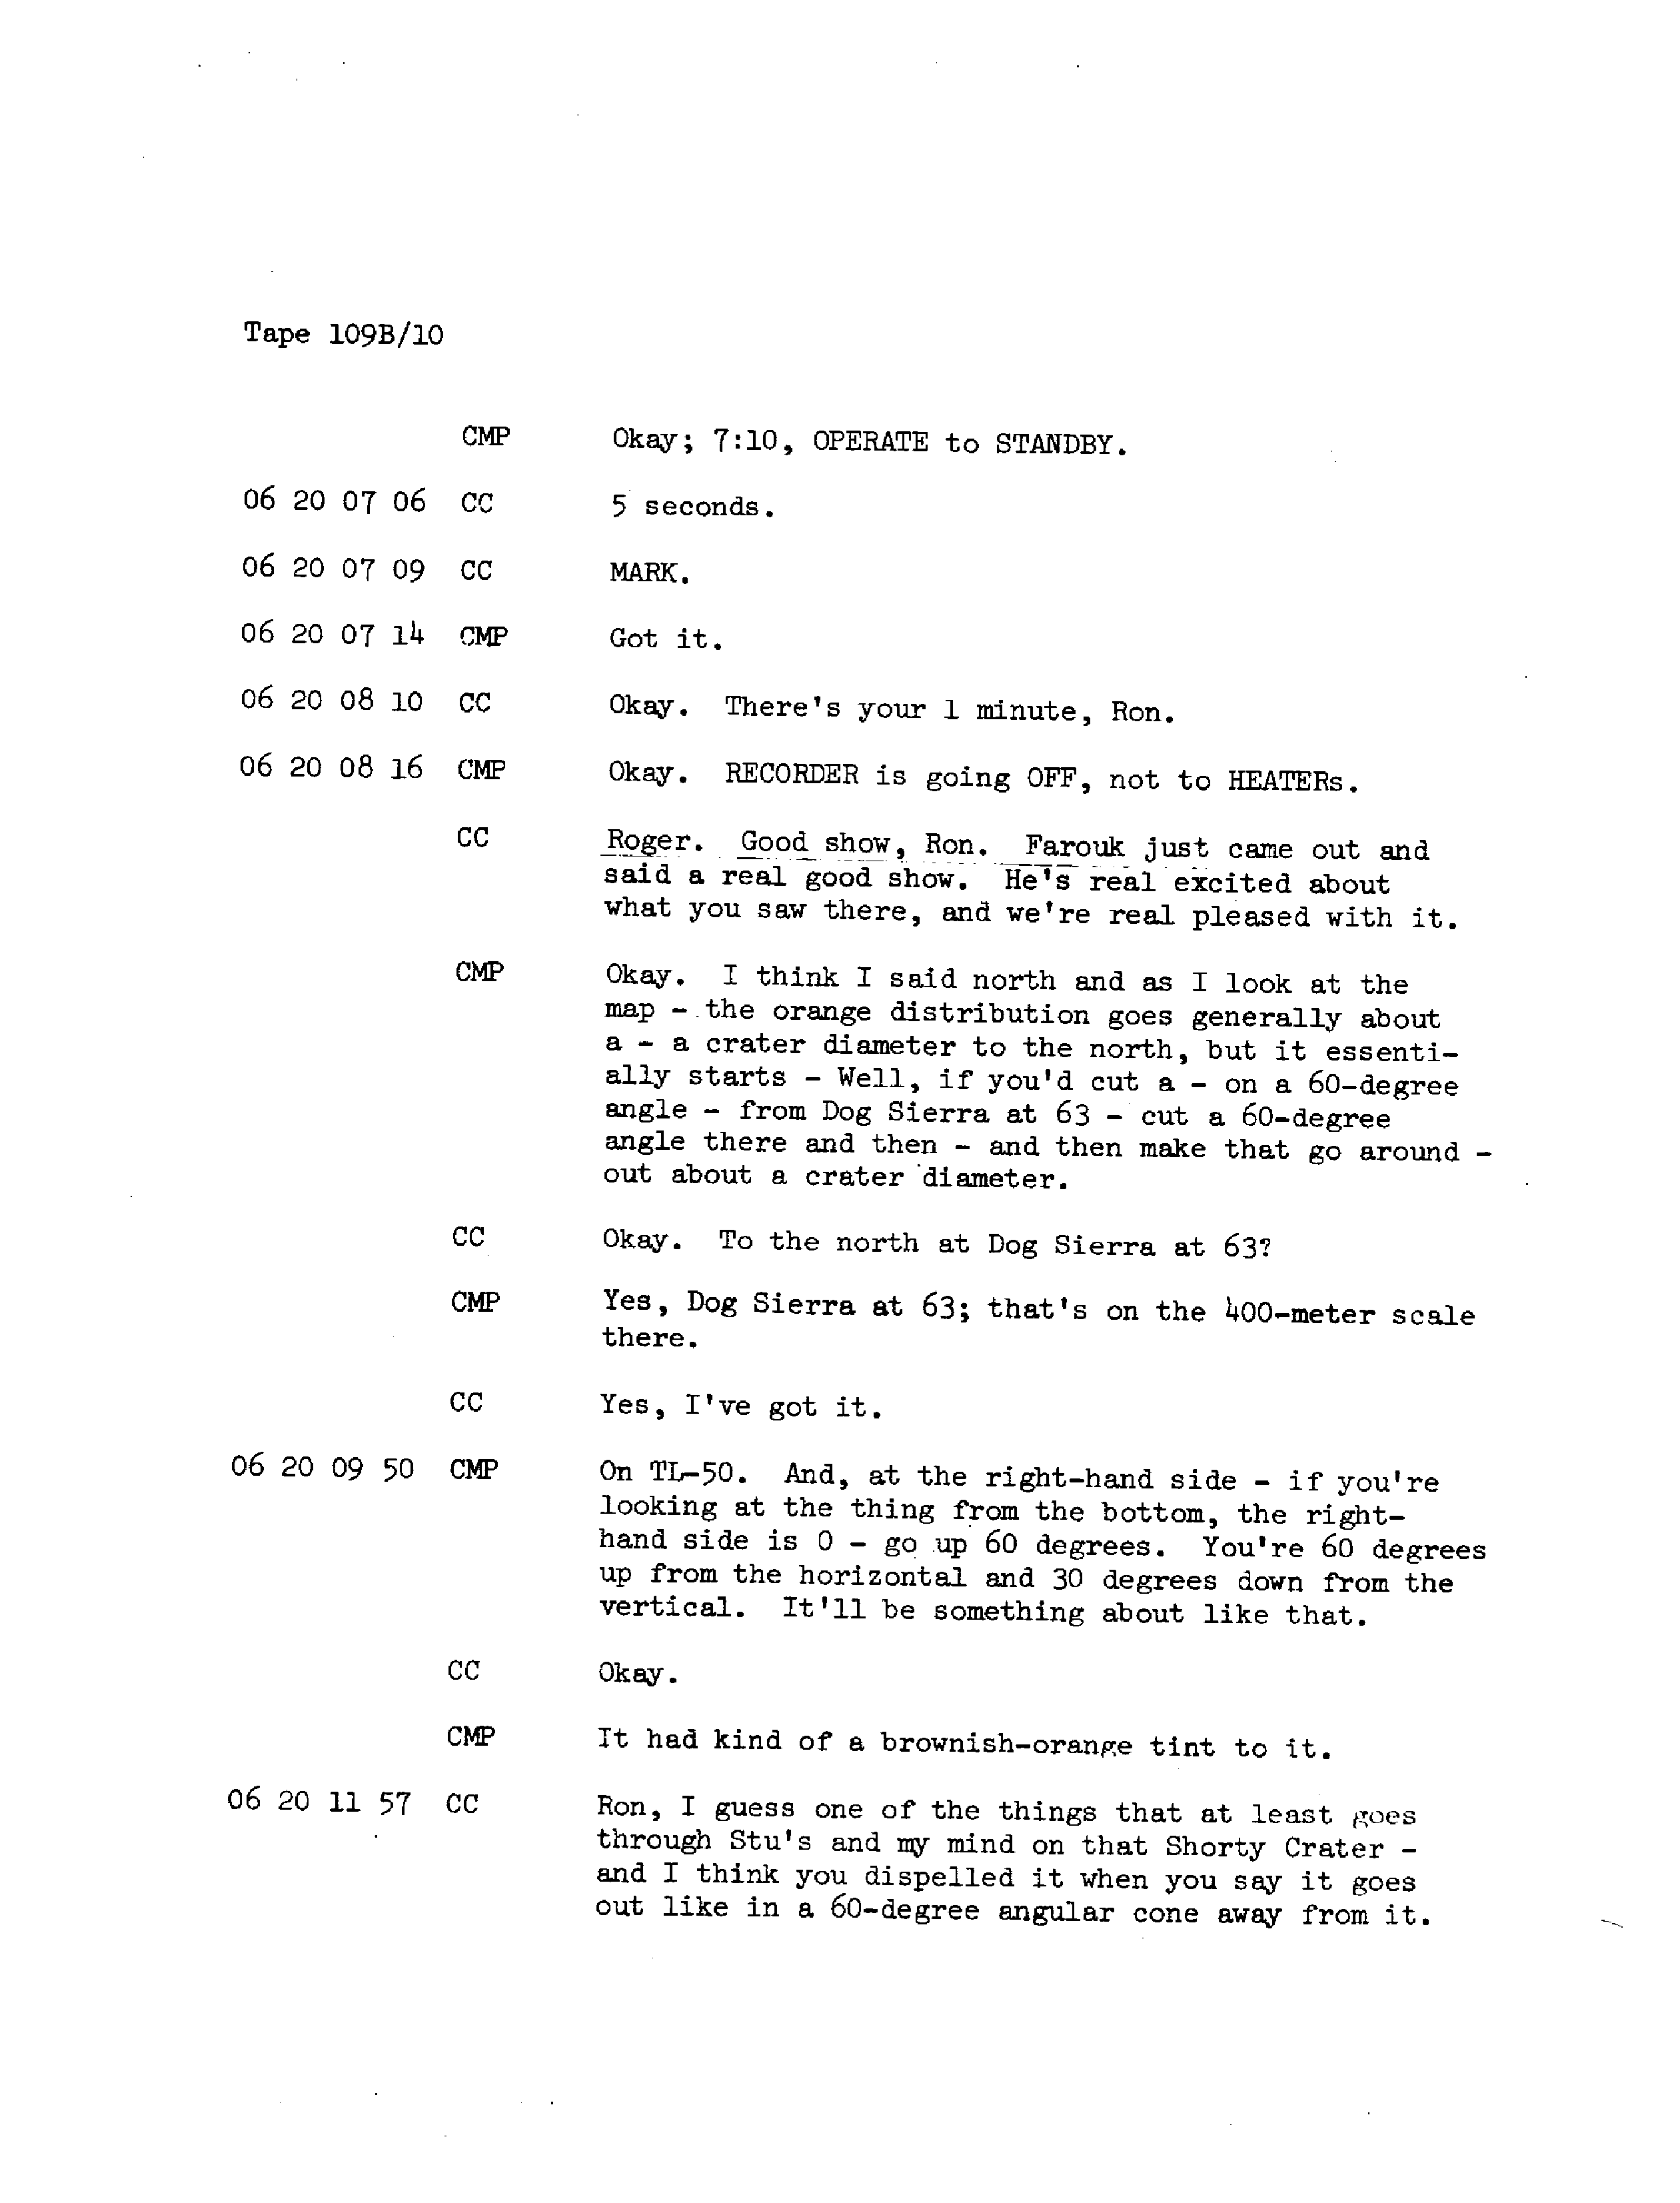 Tape 109B/10
CMP Okay; 7:10, OPERATE to STANDBY.
06 20 07 06 CC 5 seconds.
06 20 07 09 CC MARK.
06 20 07 14 CMP Got it.
06 20 08 10 CC Okay. There's your 1 minute, Ron.
06 20 08 16 CMP Okay. RECORDER is going OFF, not to HEATERs.
CC Roger. Good show, Ron. Farouk just came out and
said a real good show. He's real excited about
what you saw there, and we're real pleased with it.
CMP Okay. I think I said north and as I look at the
map - the orange distribution goes generally about
a - a crater diameter to the north, but it essenti-
ally starts - Well, if you'd cut a - on a 60-degree
angle - from Dog Sierra at 63 - cut a 60-degree
angle there and then - and then make that go around -
out about a crater diameter.
CC Okay. To the north at Dog Sierra at 63?
CMP Yes, Dog Sierra at 63; that's on the 400-meter scale
there.
CC Yes, I've got it.
06 20 09 50 CMP On TL-50. And, at the right-hand side - if you're
looking at the thing from the bottom, the right-
hand side is 0 - go up 60 degrees. You're 60 degrees
up from the horizontal and 30 degrees down from the
vertical. It'll be something about like that.
CC Okay.
CMP It had kind of a brownish-orange tint to it.
06 20 11 57 CC Ron, I guess one of the things that at least goes
through Stu's and my mind on that Shorty Crater -
and I think you dispelled it when you say it goes
out like in a 60-degree angular cone away from it.